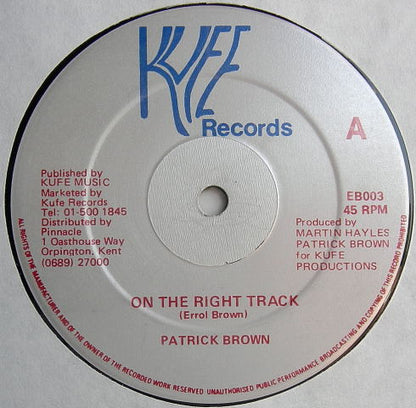 KUFE
Records
A
Published by
KUFE MUSIC
Marketed by
Kufe Records
Tel: 01-500 1845
Distributed by
Pinnacle
1 Oasthouse Way
Orpington, Kent
(0689) 27000
EB003
45 RPM
Produced by
MARTIN HAYLES
PATRICK BROWN
for KUFE
PRODUCTIONS
ON THE RIGHT TRACK
(Errol Brown)
PATRICK BROWN
ALL RIGHTS OF THE MANUFACTURER AND OF THE OWNER OF THE RECORDED WORK RESERVED UNAUTHORISED PUBLIC PERFORMANCE BROADCASTING AND COPYING OF THIS RECORD PROHIBITED